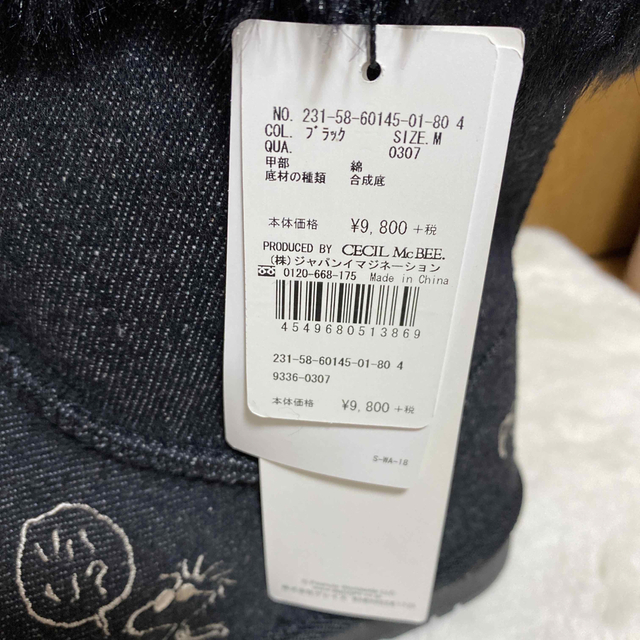 NO. 231-58-60145-01-80 4
COL. ブラック SIZE.M
QUA. 0307
甲部 綿
底材の種類 合成底
本体価格 ¥9,800 +税
PRODUCED BY CECIL McBEE.
(株)ジャパンイマジネーション
0120-668-175 Made in China
4549680513869
231-58-60145-01-80 4
9336-0307
本体価格 ¥9,800 +税
S-WA-18